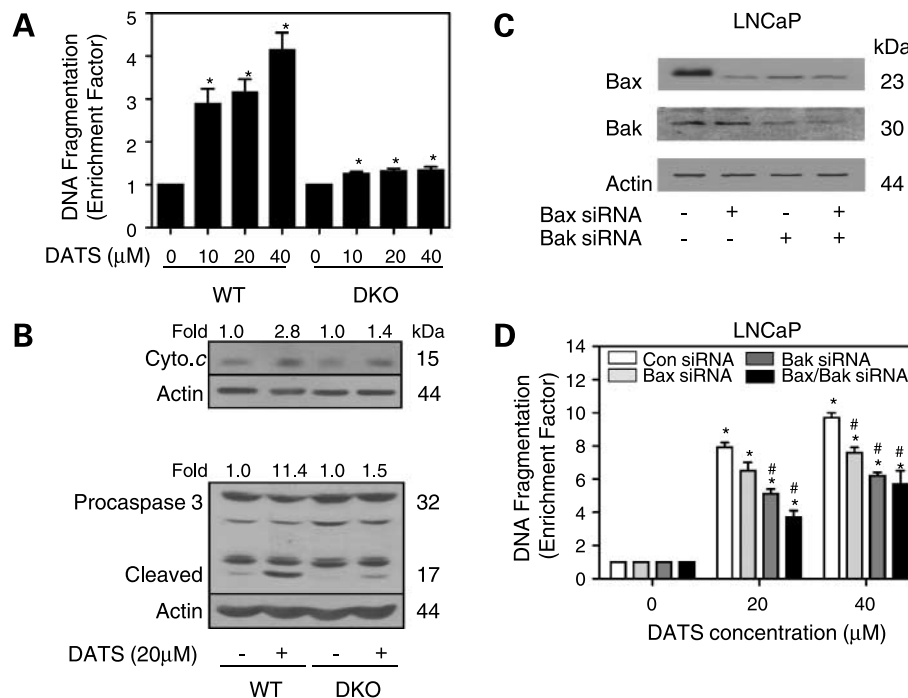 A
DNA Fragmentation
(Enrichment Factor)
5
4
3
2
1
0
* * * * * *
DATS (μM) 0 10 20 40 0 10 20 40
WT DKO
B
Fold 1.0 2.8 1.0 1.4 kDa
Cyto.c 15
Actin 44
Fold 1.0 11.4 1.0 1.5
Procaspase 3 32
Cleaved 17
Actin 44
DATS (20μM) - + - +
WT DKO
C
LNCaP
kDa
Bax 23
Bak 30
Actin 44
Bax siRNA - + - +
Bak siRNA - - + +
D
LNCaP
DNA Fragmentation
(Enrichment Factor)
14
12
10
8
6
4
2
0
Con siRNA Bak siRNA
Bax siRNA Bax/Bak siRNA
* * # * # * * # * # * # *
0 20 40
DATS concentration (μM)